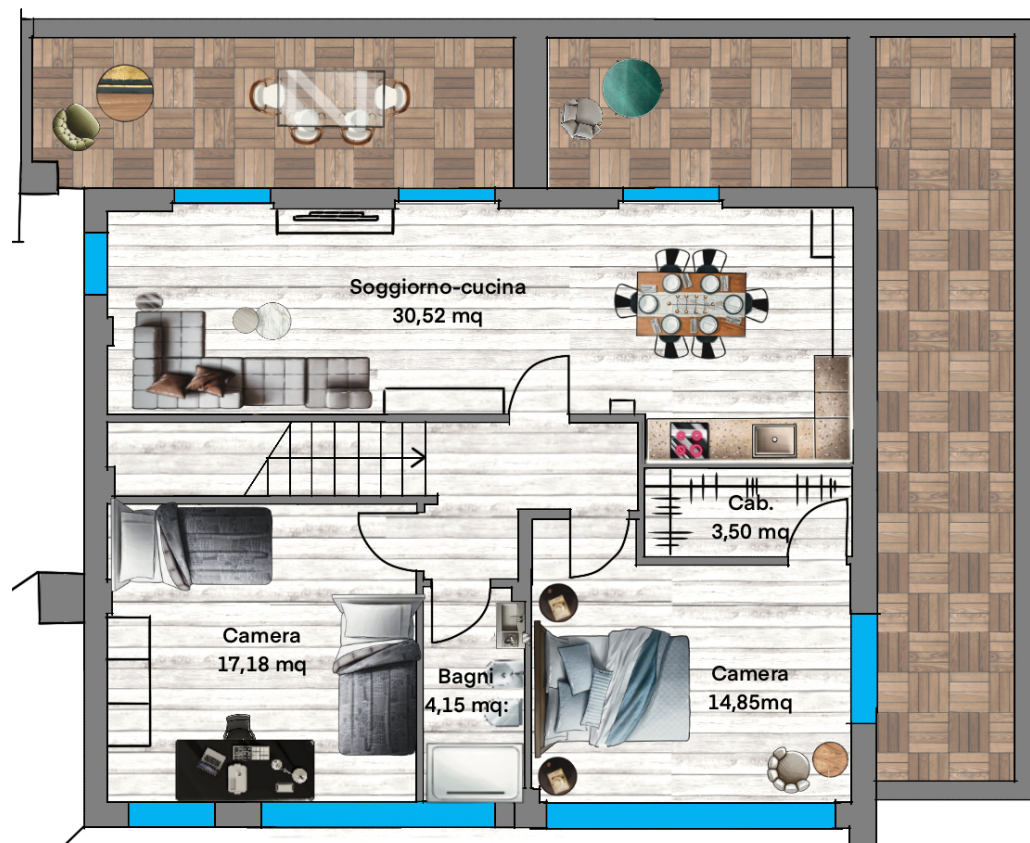 Soggiorno-cucina
30,52 mq
Cab.
3,50 mq
Camera
17,18 mq
Bagni
4,15 mq:
Camera
14,85mq